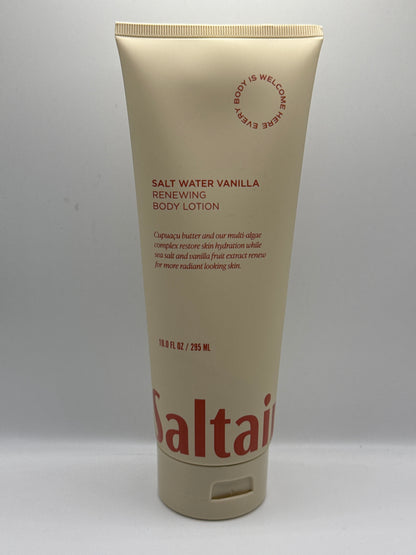 EVERY BODY IS WELCOME HERE
SALT WATER VANILLA
RENEWING
BODY LOTION
Cupuaçu butter and our multi-algae
complex restore skin hydration while
sea salt and vanilla fruit extract renew
for more radiant looking skin.
10.0 FL OZ / 295 ML
Saltair